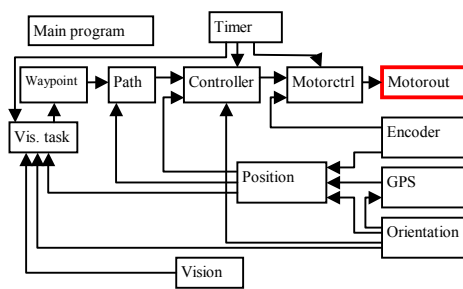 Main program
Timer
Waypoint
Path
Controller
Motorctrl
Motorout
Vis. task
Encoder
Position
GPS
Orientation
Vision